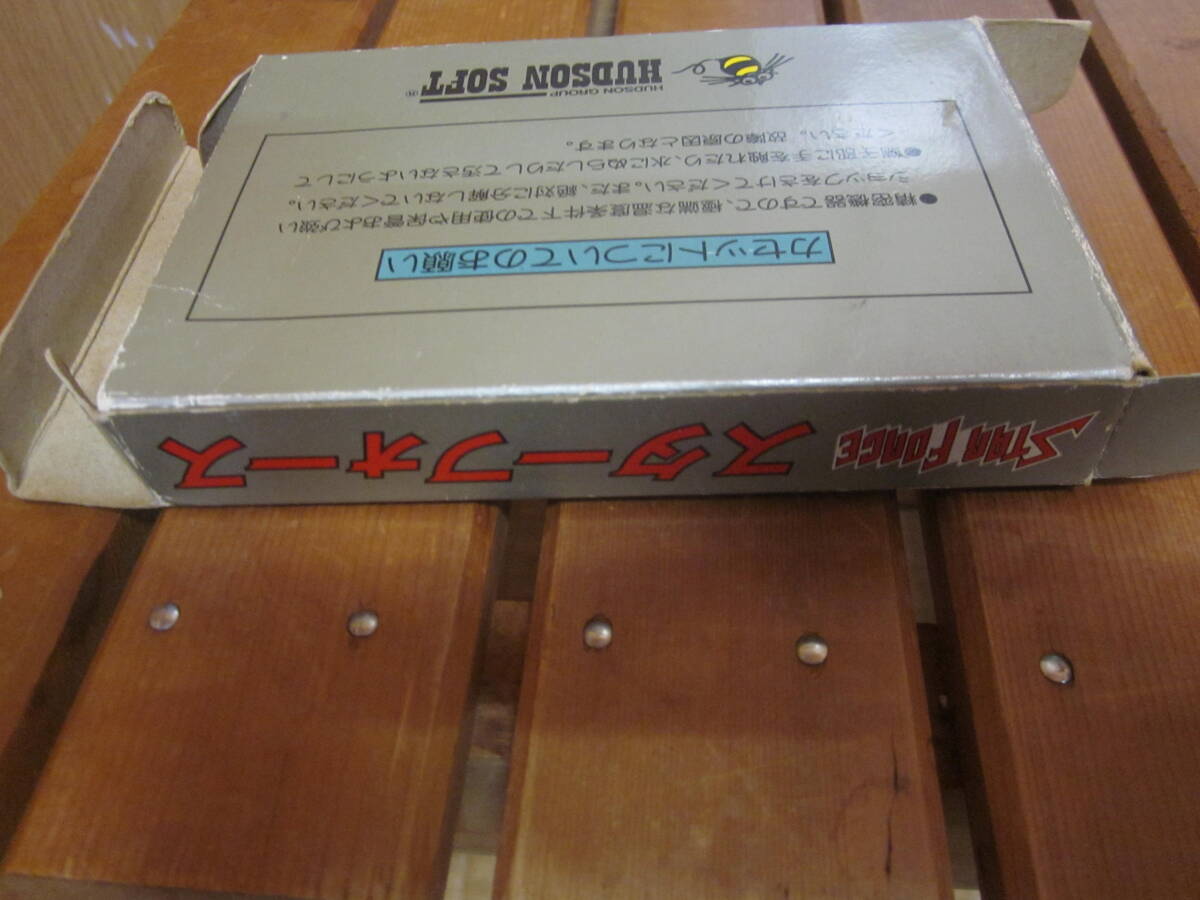 STAR FORCE
スターフォース
カセットについてのお願い
●精密機器ですので、極端な温度条件下での使用や保管および強い
ショックをさけてください。また、絶対に分解しないでください。
●端子部に手を触れたり、水にぬらしたりして汚さないようにして
ください。故障の原因となります。
HUDSON GROUP
HUDSON SOFT®